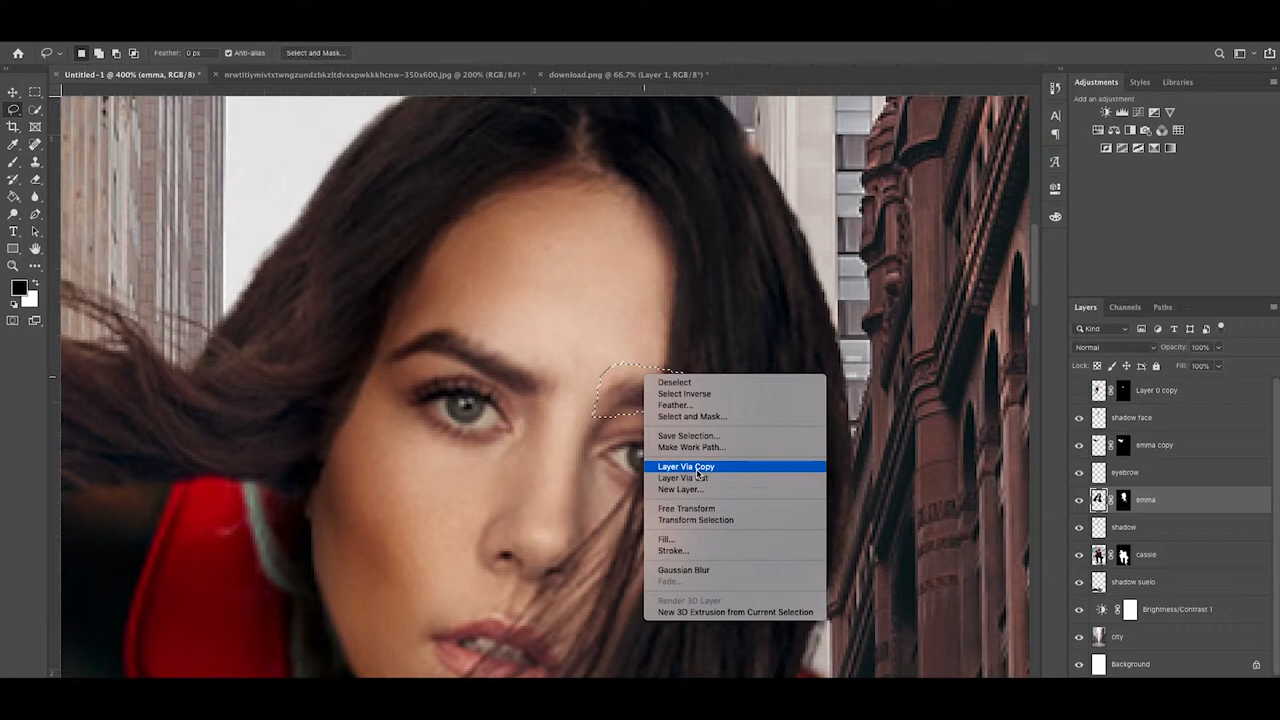 Feather: 0 px Anti-alias Select and Mask...
Untitled-1 @ 400% (emma, RGB/8) * nrwtitiymivtxtwngzundzbkzltdvxxpwkkkhcnw-350x600.jpg @ 200% (RGB/8#) * download.png @ 66.7% (Layer 1, RGB/8*) *
2
Adjustments Styles Libraries
Add an adjustment
Layers Channels Paths
Kind
Normal Opacity: 100%
Lock: Fill: 100%
Layer 0 copy
shadow face
emma copy
eyebrow
emma
shadow
cassie
shadow suelo
Brightness/Contrast 1
city
Background
Deselect
Select Inverse
Feather...
Select and Mask...
Save Selection...
Make Work Path...
Layer Via Copy
Layer Via Cut
New Layer...
Free Transform
Transform Selection
Fill...
Stroke...
Gaussian Blur
Fade...
Render 3D Layer
New 3D Extrusion from Current Selection